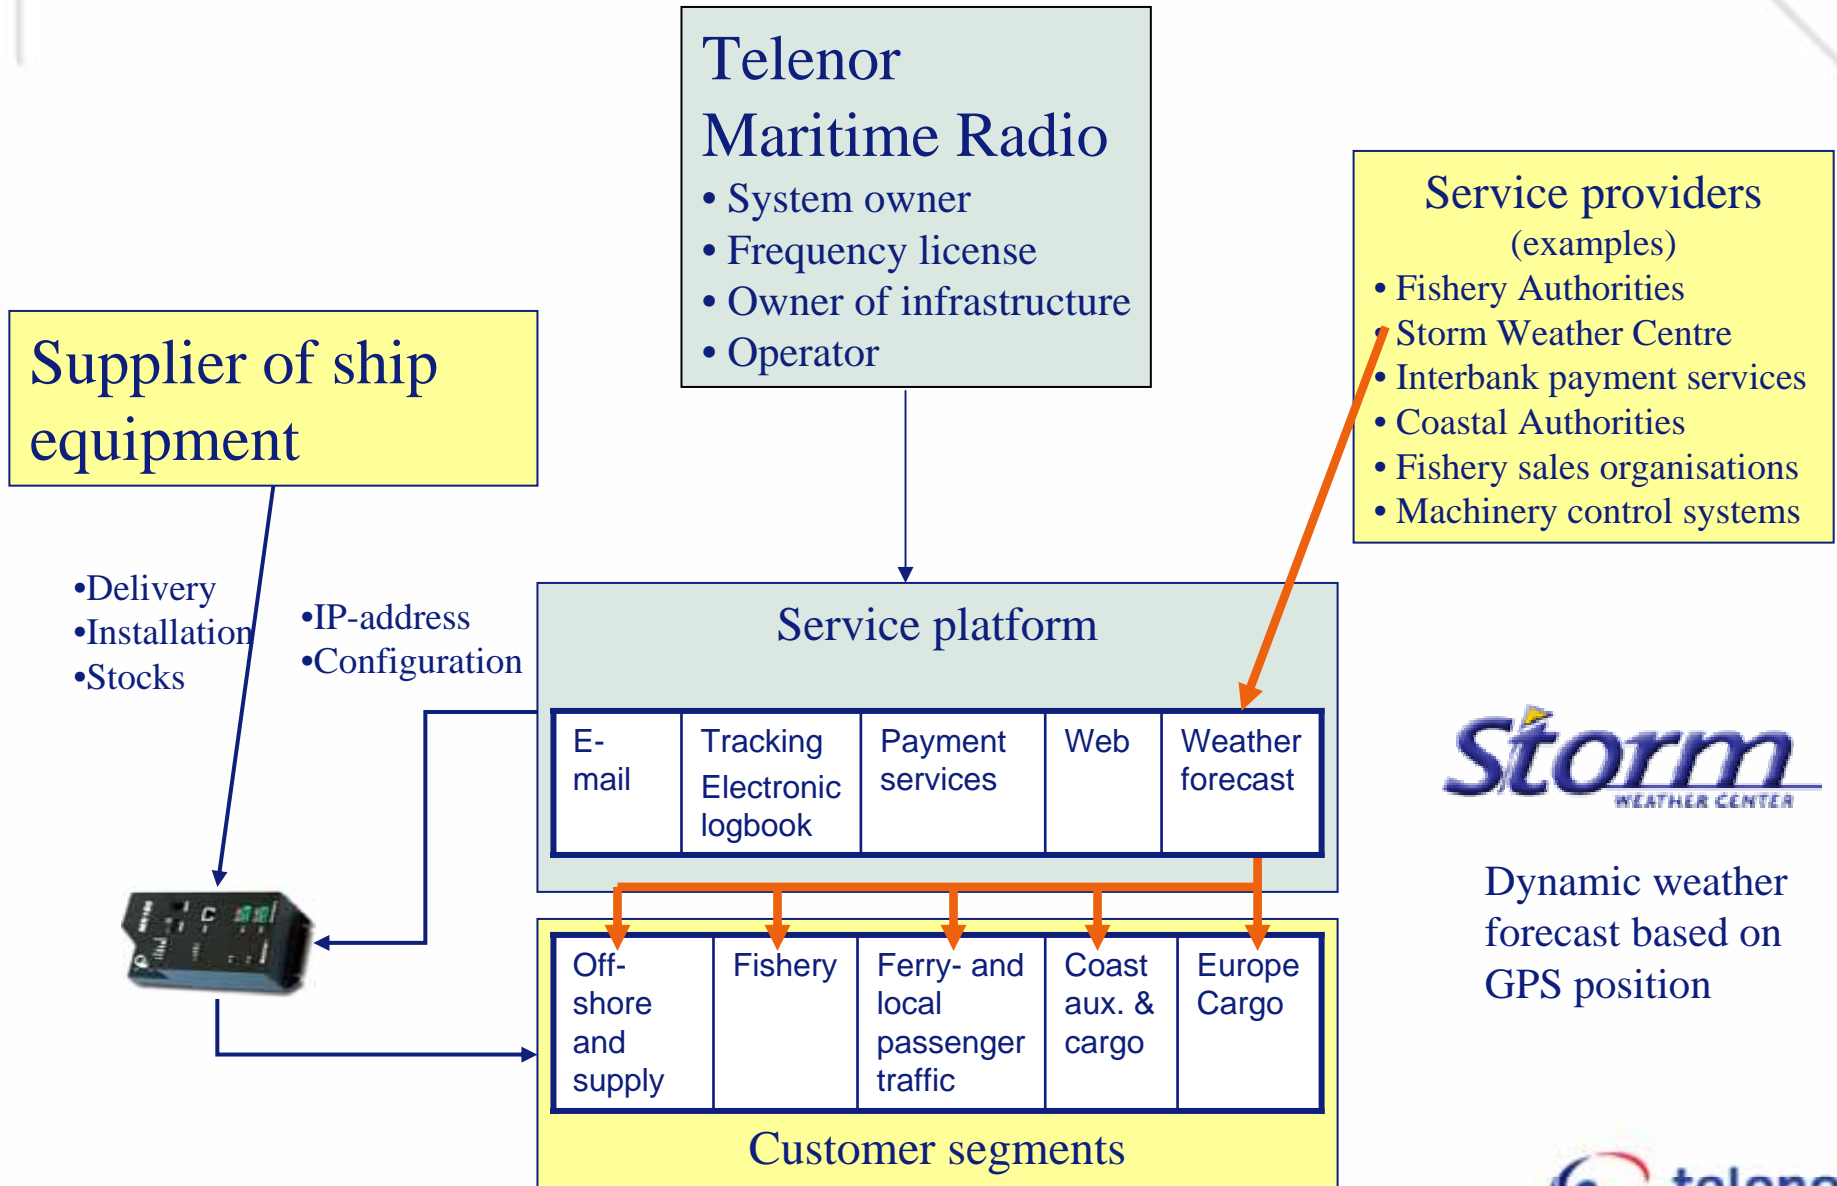 Telenor
Maritime Radio
• System owner
• Frequency license
• Owner of infrastructure
• Operator
Service providers
(examples)
• Fishery Authorities
• Storm Weather Centre
• Interbank payment services
• Coastal Authorities
• Fishery sales organisations
• Machinery control systems
Supplier of ship
equipment
•Delivery
•Installation
•Stocks
•IP-address
•Configuration
Service platform
E-
mail
Tracking
Electronic
logbook
Payment
services
Web
Weather
forecast
Storm
WEATHER CENTER
Dynamic weather
forecast based on
GPS position
Off-
shore
and
supply
Fishery
Ferry- and
local
passenger
traffic
Coast
aux. &
cargo
Europe
Cargo
Customer segments